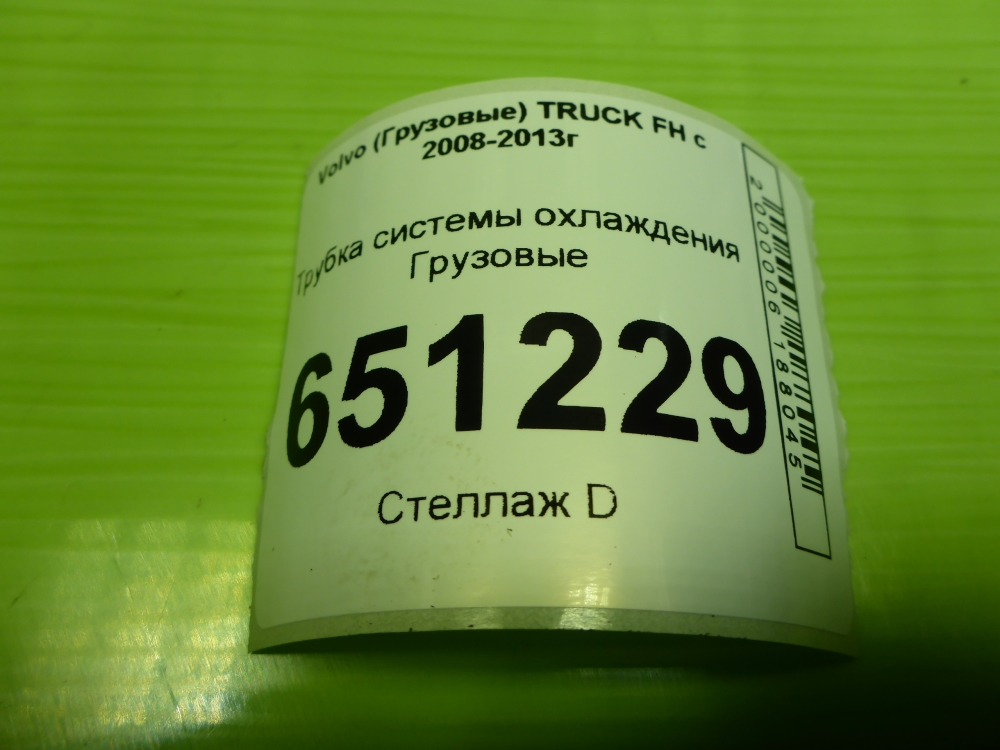 Volvo (Грузовые) TRUCK FH с
2008-2013г
Трубка системы охлаждения
Грузовые
651229
Стеллаж D
2000006188045